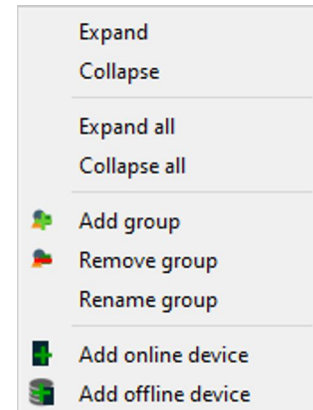 Expand
Collapse
Expand all
Collapse all
Add group
Remove group
Rename group
Add online device
Add offline device